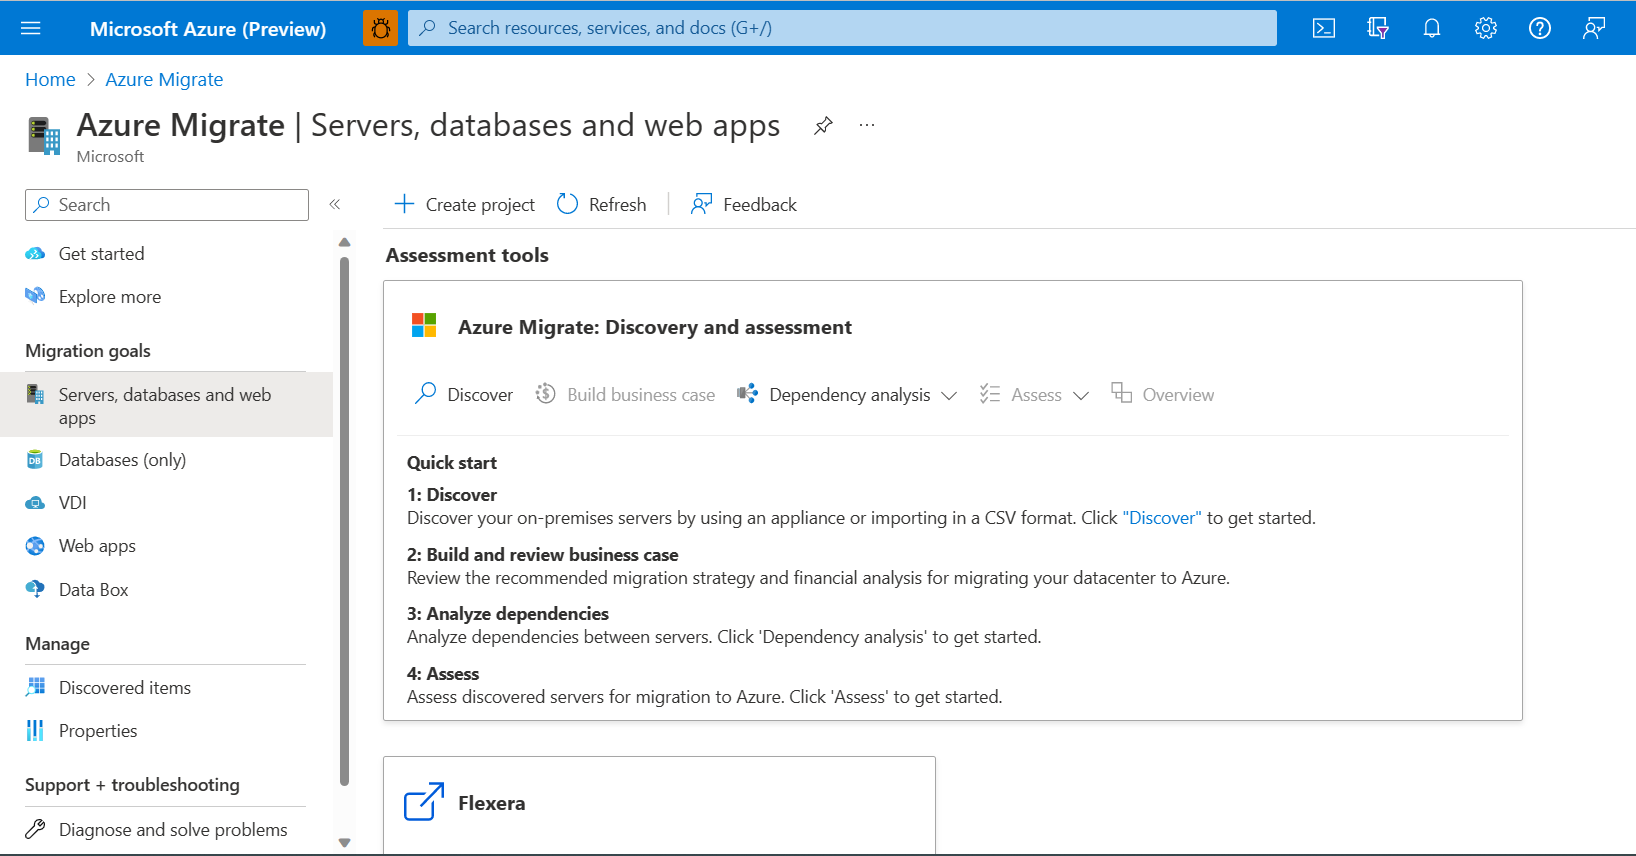 Microsoft Azure (Preview)
Search resources, services, and docs (G+/)
Home > Azure Migrate
Azure Migrate | Servers, databases and web apps
...
Microsoft
Search
«
Get started
Explore more
Migration goals
Servers, databases and web
apps
Databases (only)
DB
VDI
Web apps
Data Box
Manage
Discovered items
Properties
Support + troubleshooting
Diagnose and solve problems
Create project
Refresh
Feedback
Assessment tools
Azure Migrate: Discovery and assessment
Discover
Build business case
Dependency analysis
Assess
Overview
Quick start
1: Discover
Discover your on-premises servers by using an appliance or importing in a CSV format. Click "Discover" to get started.
2: Build and review business case
Review the recommended migration strategy and financial analysis for migrating your datacenter to Azure.
3: Analyze dependencies
Analyze dependencies between servers. Click 'Dependency analysis' to get started.
4: Assess
Assess discovered servers for migration to Azure. Click 'Assess' to get started.
Flexera